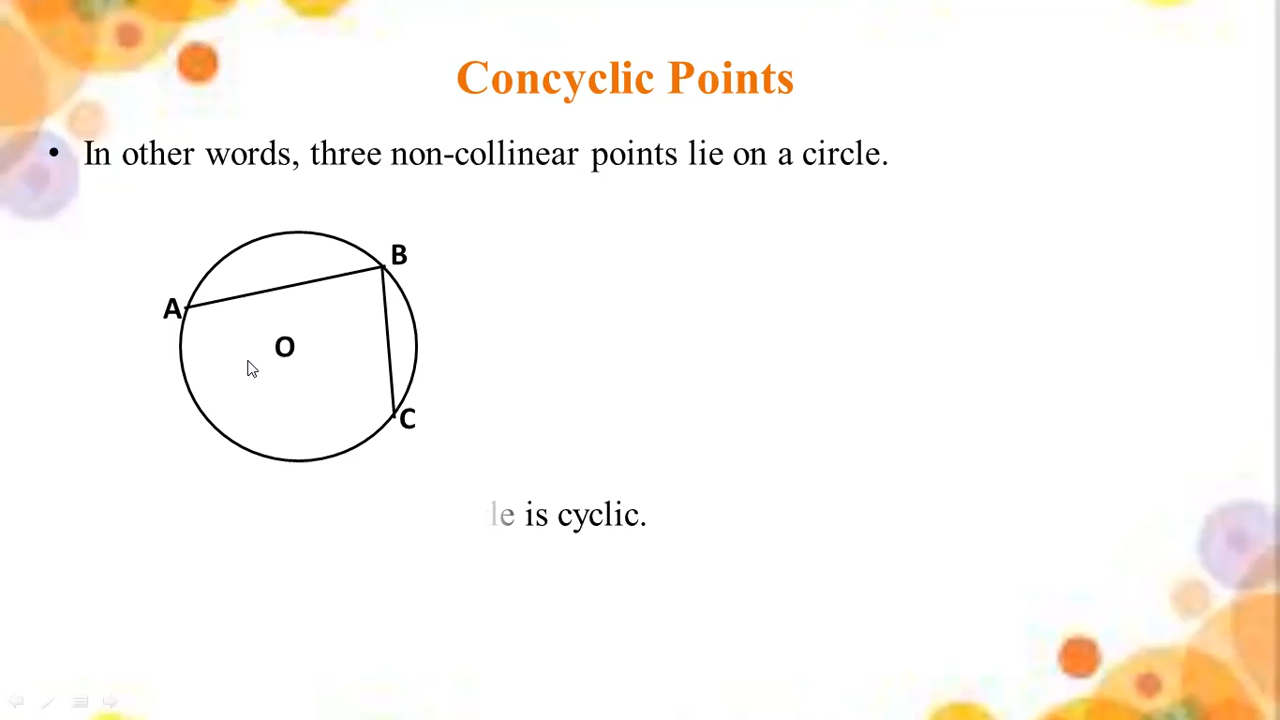 Concyclic Points
• In other words, three non-collinear points lie on a circle.
B
A
O
C
le is cyclic.